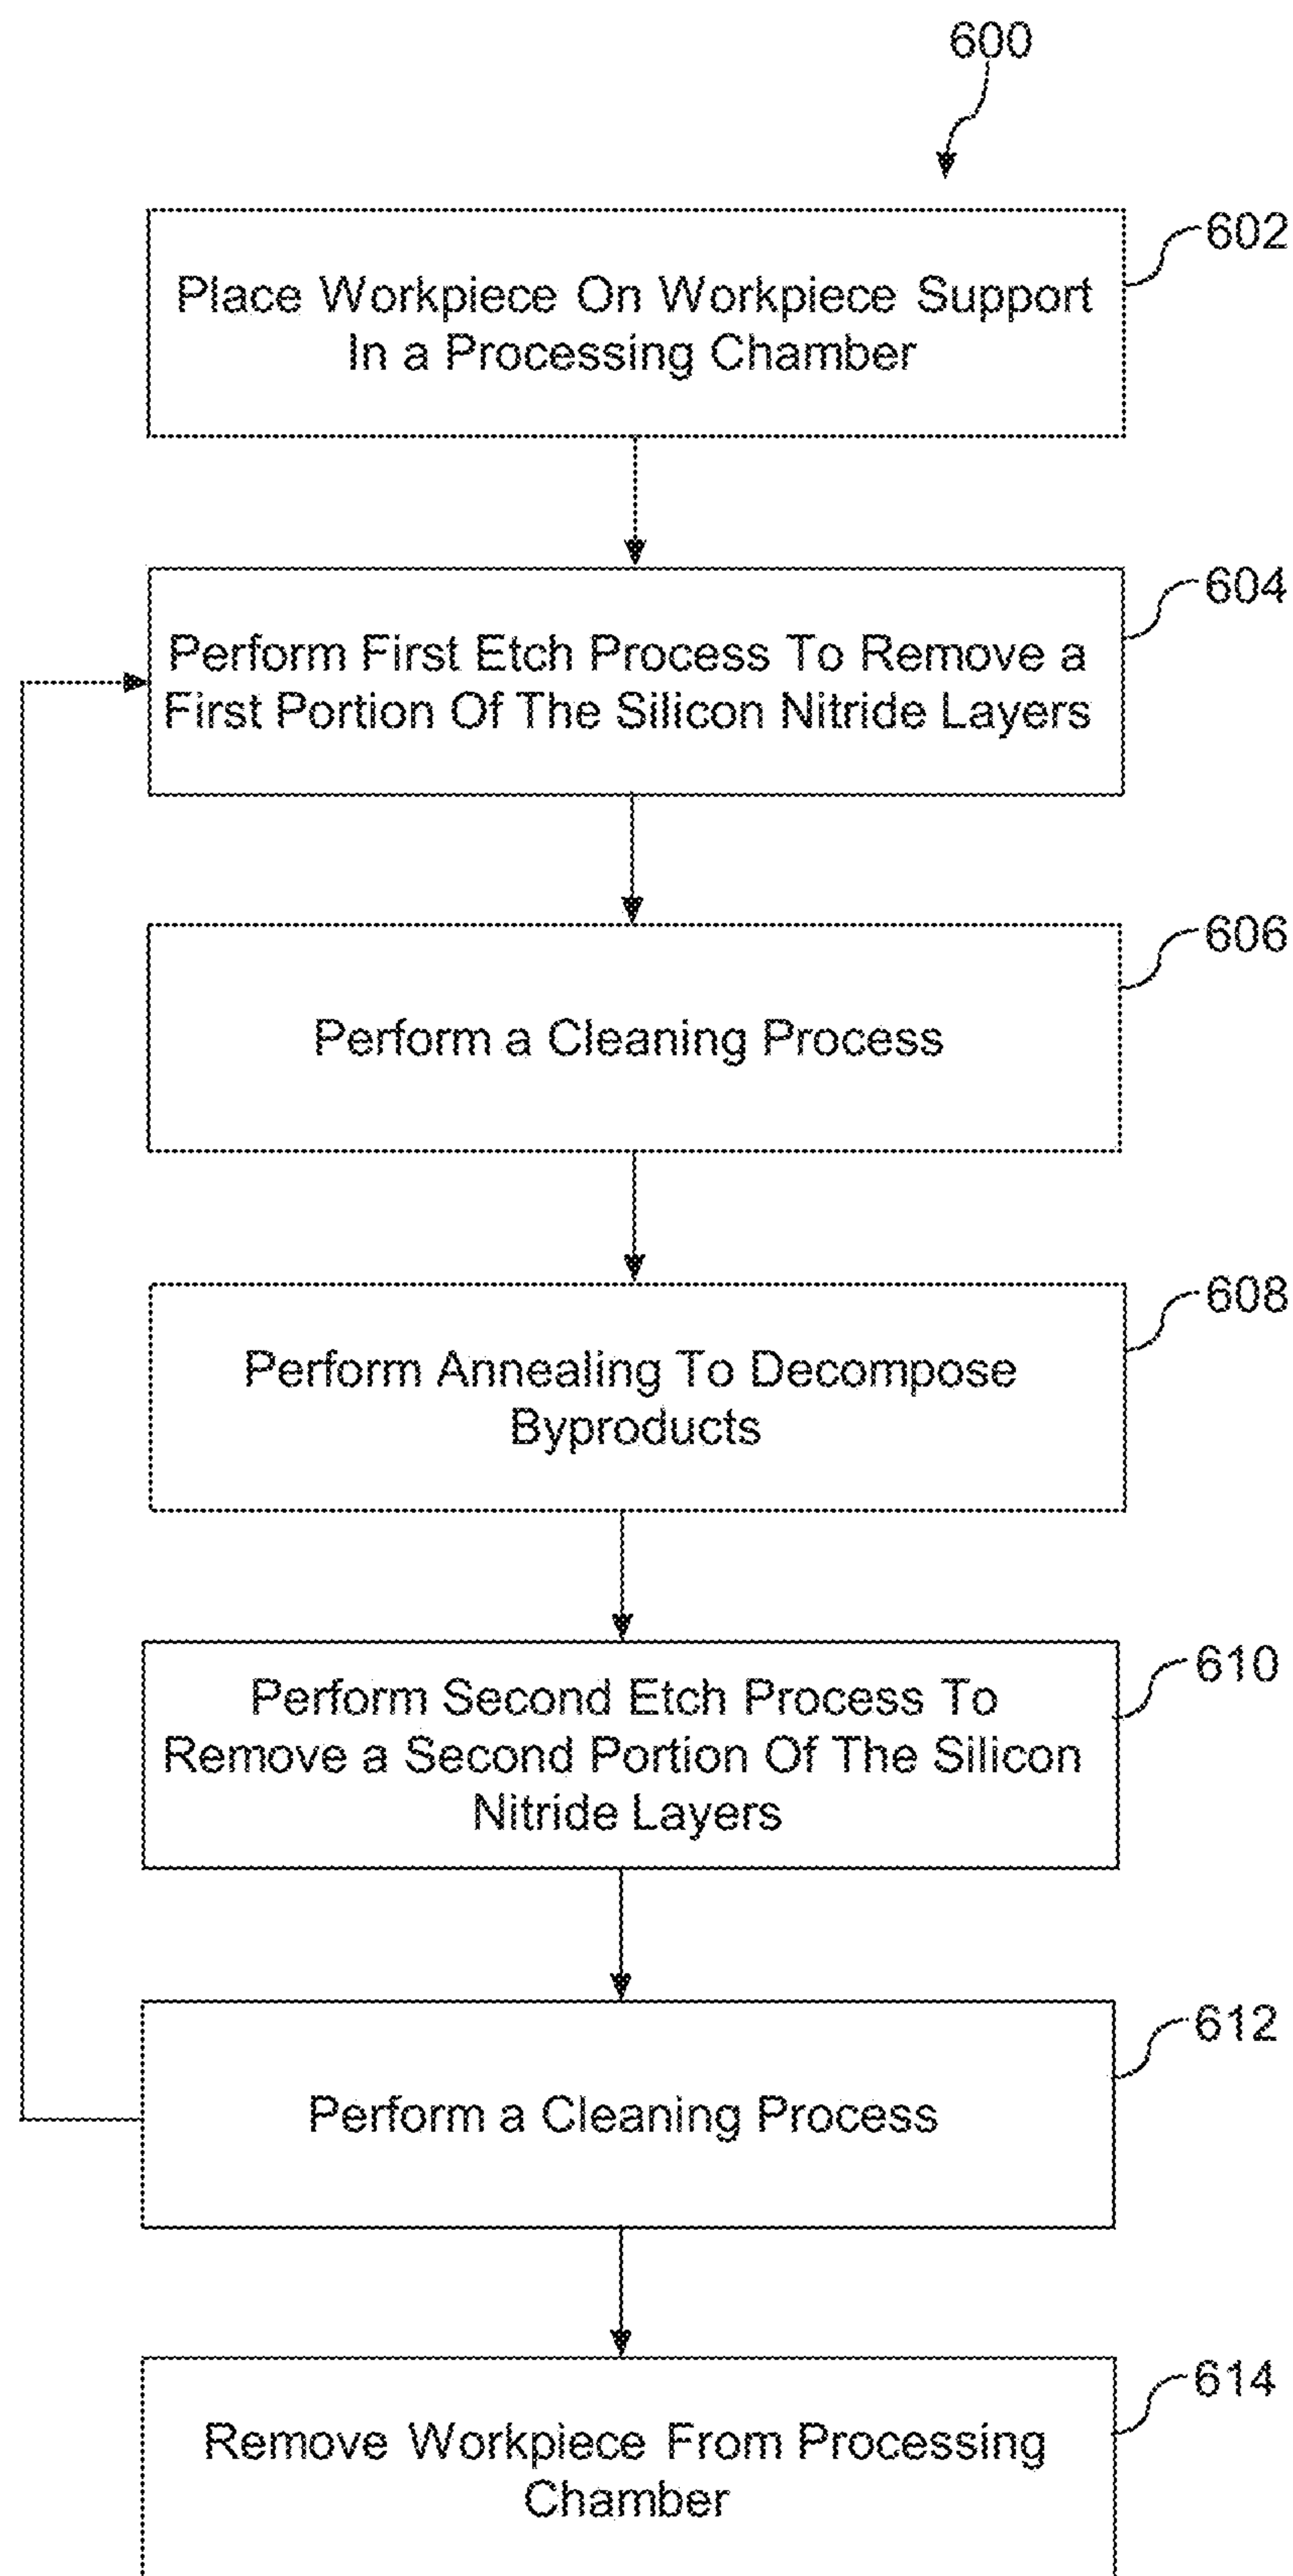 600
602
Place Workpiece On Workpiece Support
In a Processing Chamber
604
Perform First Etch Process To Remove a
First Portion Of The Silicon Nitride Layers
606
Perform a Cleaning Process
608
Perform Annealing To Decompose
Byproducts
610
Perform Second Etch Process To
Remove a Second Portion Of The Silicon
Nitride Layers
612
Perform a Cleaning Process
614
Remove Workpiece From Processing
Chamber